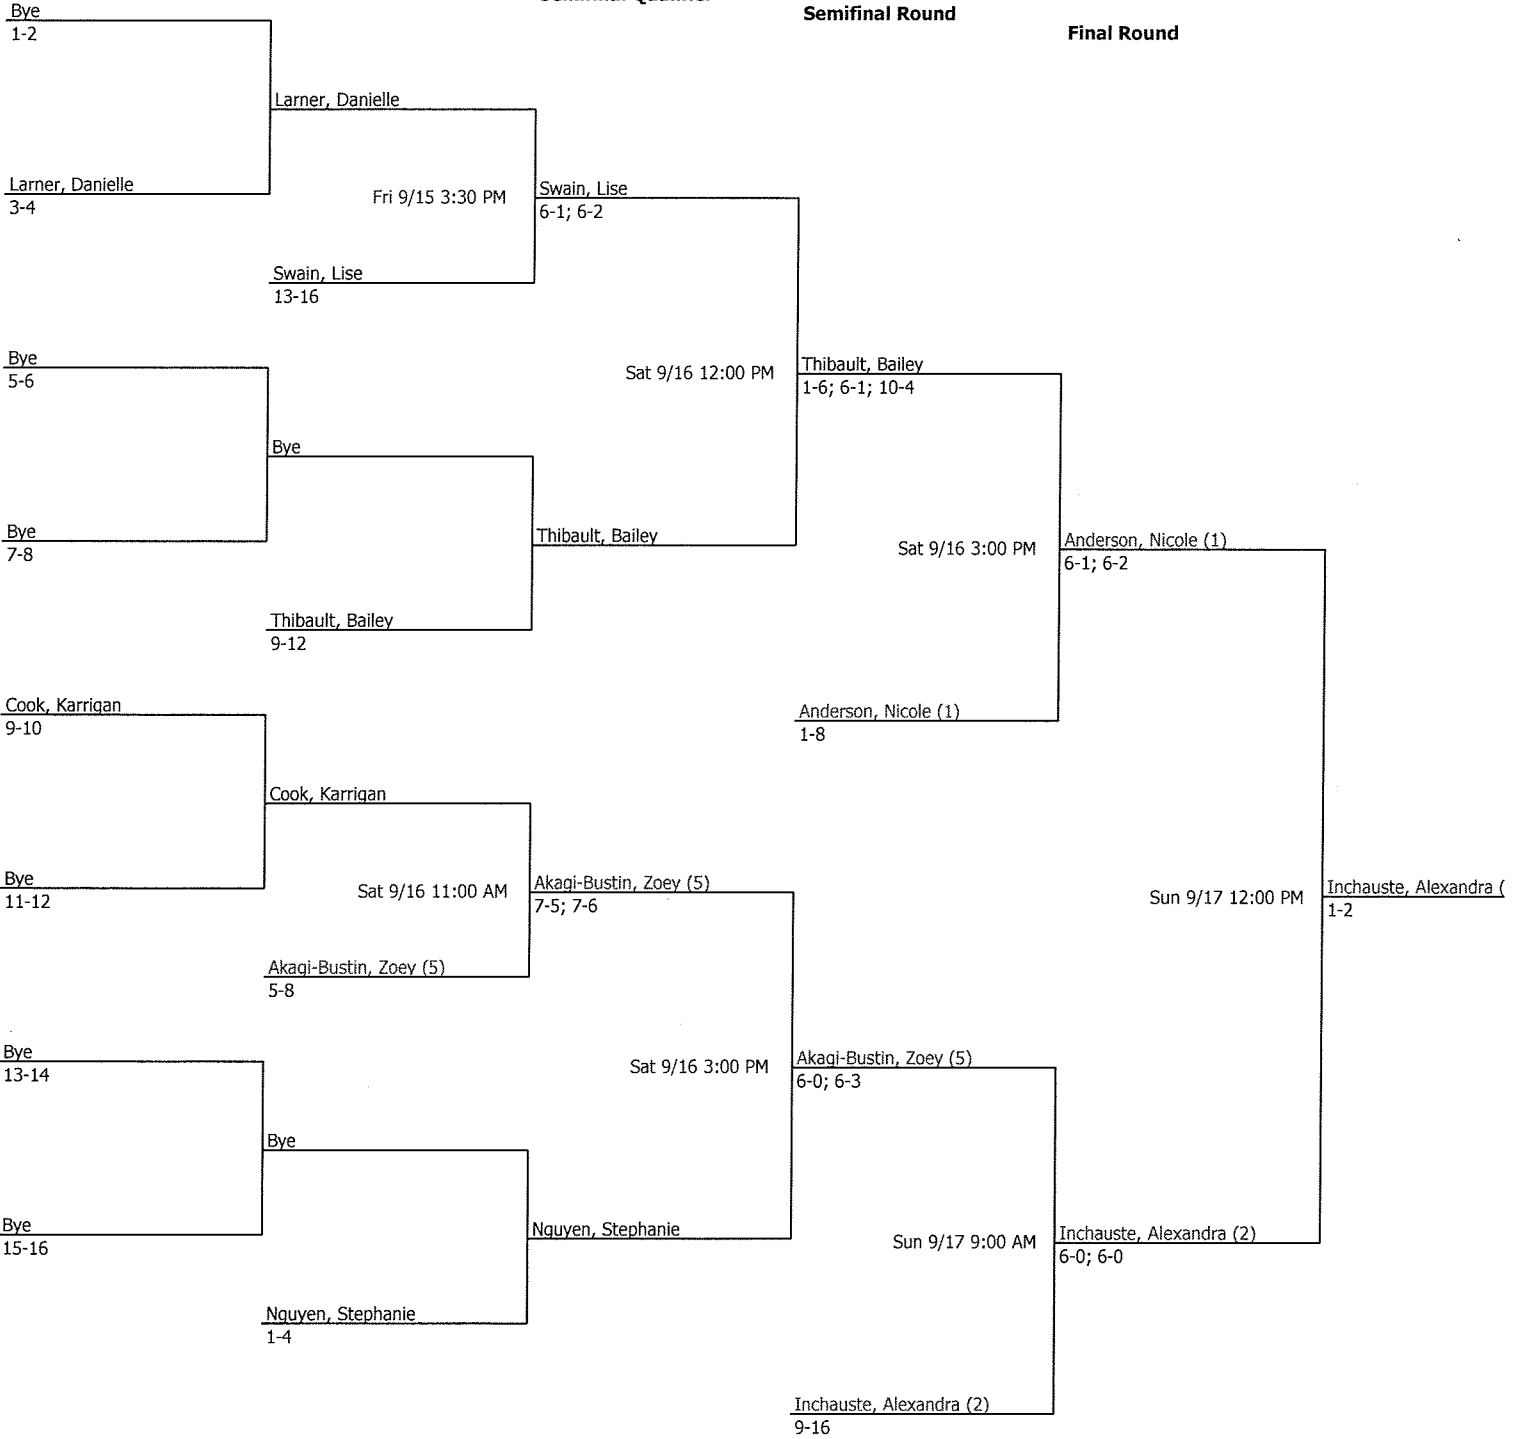 Semifinal Round
Final Round
Bye
1-2
Larner, Danielle
Larner, Danielle
3-4
Fri 9/15 3:30 PM
Swain, Lise
6-1; 6-2
Swain, Lise
13-16
Bye
5-6
Sat 9/16 12:00 PM
Thibault, Bailey
1-6; 6-1; 10-4
Bye
Bye
7-8
Thibault, Bailey
Sat 9/16 3:00 PM
Anderson, Nicole (1)
6-1; 6-2
Thibault, Bailey
9-12
Cook, Karrigan
9-10
Anderson, Nicole (1)
1-8
Cook, Karrigan
Bye
11-12
Sat 9/16 11:00 AM
Akagi-Bustin, Zoey (5)
7-5; 7-6
Sun 9/17 12:00 PM
Inchauste, Alexandra (
1-2
Akagi-Bustin, Zoey (5)
5-8
Bye
13-14
Sat 9/16 3:00 PM
Akagi-Bustin, Zoey (5)
6-0; 6-3
Bye
Bye
15-16
Nguyen, Stephanie
Sun 9/17 9:00 AM
Inchauste, Alexandra (2)
6-0; 6-0
Nguyen, Stephanie
1-4
Inchauste, Alexandra (2)
9-16